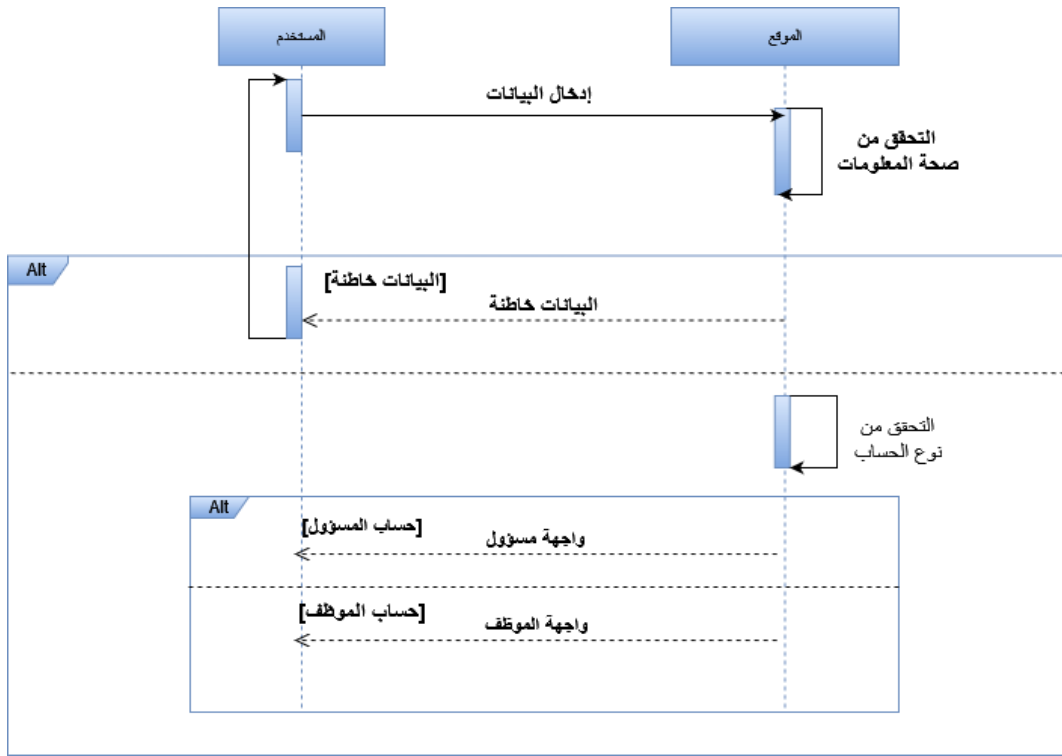 المستخدم
الموقع
إدخال البيانات
التحقق من
صحة المعلومات
Alt
[البيانات خاطئة]
البيانات خاطئة
التحقق من
نوع الحساب
Alt
[حساب المسؤول]
واجهة مسؤول
[حساب الموظف]
واجهة الموظف